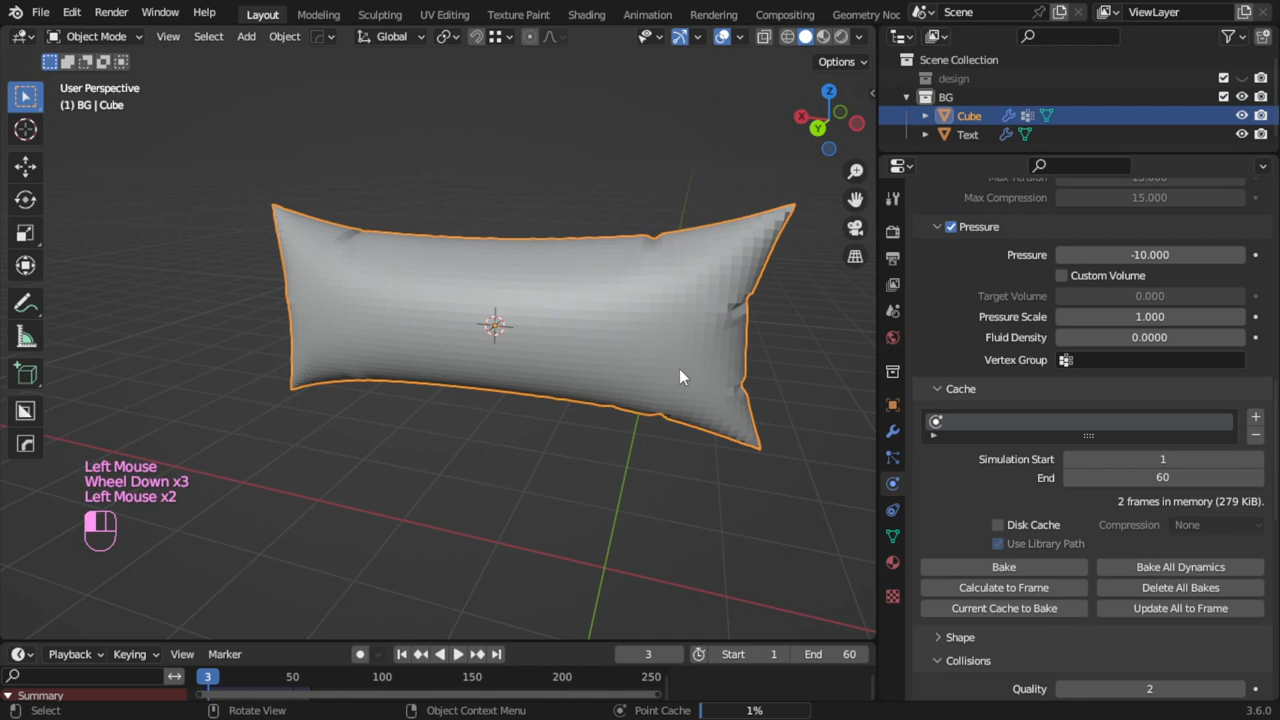 File Edit Render Window Help Layout Modeling Sculpting UV Editing Texture Paint Shading Animation Rendering Compositing Geometry Noc Scene ViewLayer
Object Mode View Select Add Object Global
Options
User Perspective
(1) BG | Cube
X
Y
Z
Left Mouse
Wheel Down x3
Left Mouse x2
Scene Collection
design
BG
Cube
Text
Max Compression 15.000
Pressure
Pressure -10.000
Custom Volume
Target Volume 0.000
Pressure Scale 1.000
Fluid Density 0.0000
Vertex Group
Cache
Simulation Start 1
End 60
2 frames in memory (279 KiB).
Disk Cache Compression None
Use Library Path
Bake Bake All Dynamics
Calculate to Frame Delete All Bakes
Current Cache to Bake Update All to Frame
Shape
Collisions
Quality 2
Playback Keying View Marker 3 Start 1 End 60
3 50 100 150 200 250
Summary
Select Rotate View Object Context Menu Point Cache 1% 3.6.0